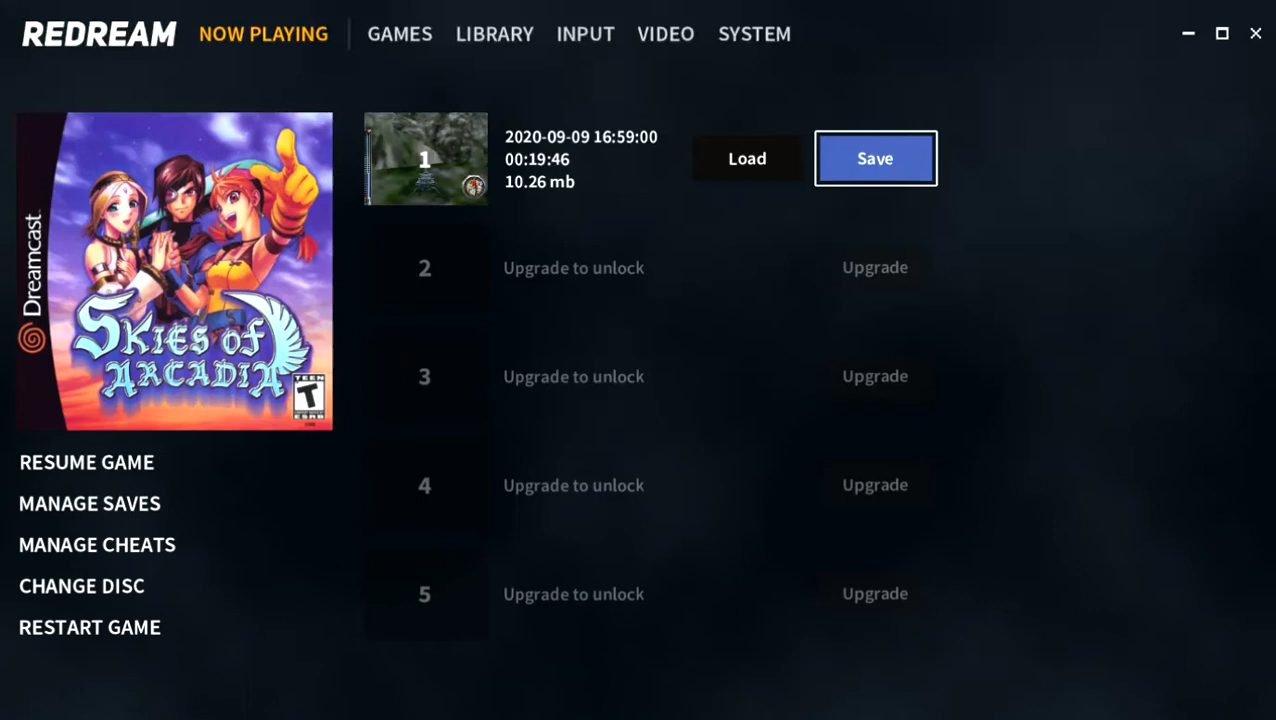 REDREAM NOW PLAYING GAMES LIBRARY INPUT VIDEO SYSTEM
Dreamcast
SKIES OF
ARCADIA
TEEN
T
ESRB
1
2020-09-09 16:59:00
00:19:46
10.26 mb
Load
Save
2 Upgrade to unlock Upgrade
3 Upgrade to unlock Upgrade
4 Upgrade to unlock Upgrade
5 Upgrade to unlock Upgrade
RESUME GAME
MANAGE SAVES
MANAGE CHEATS
CHANGE DISC
RESTART GAME